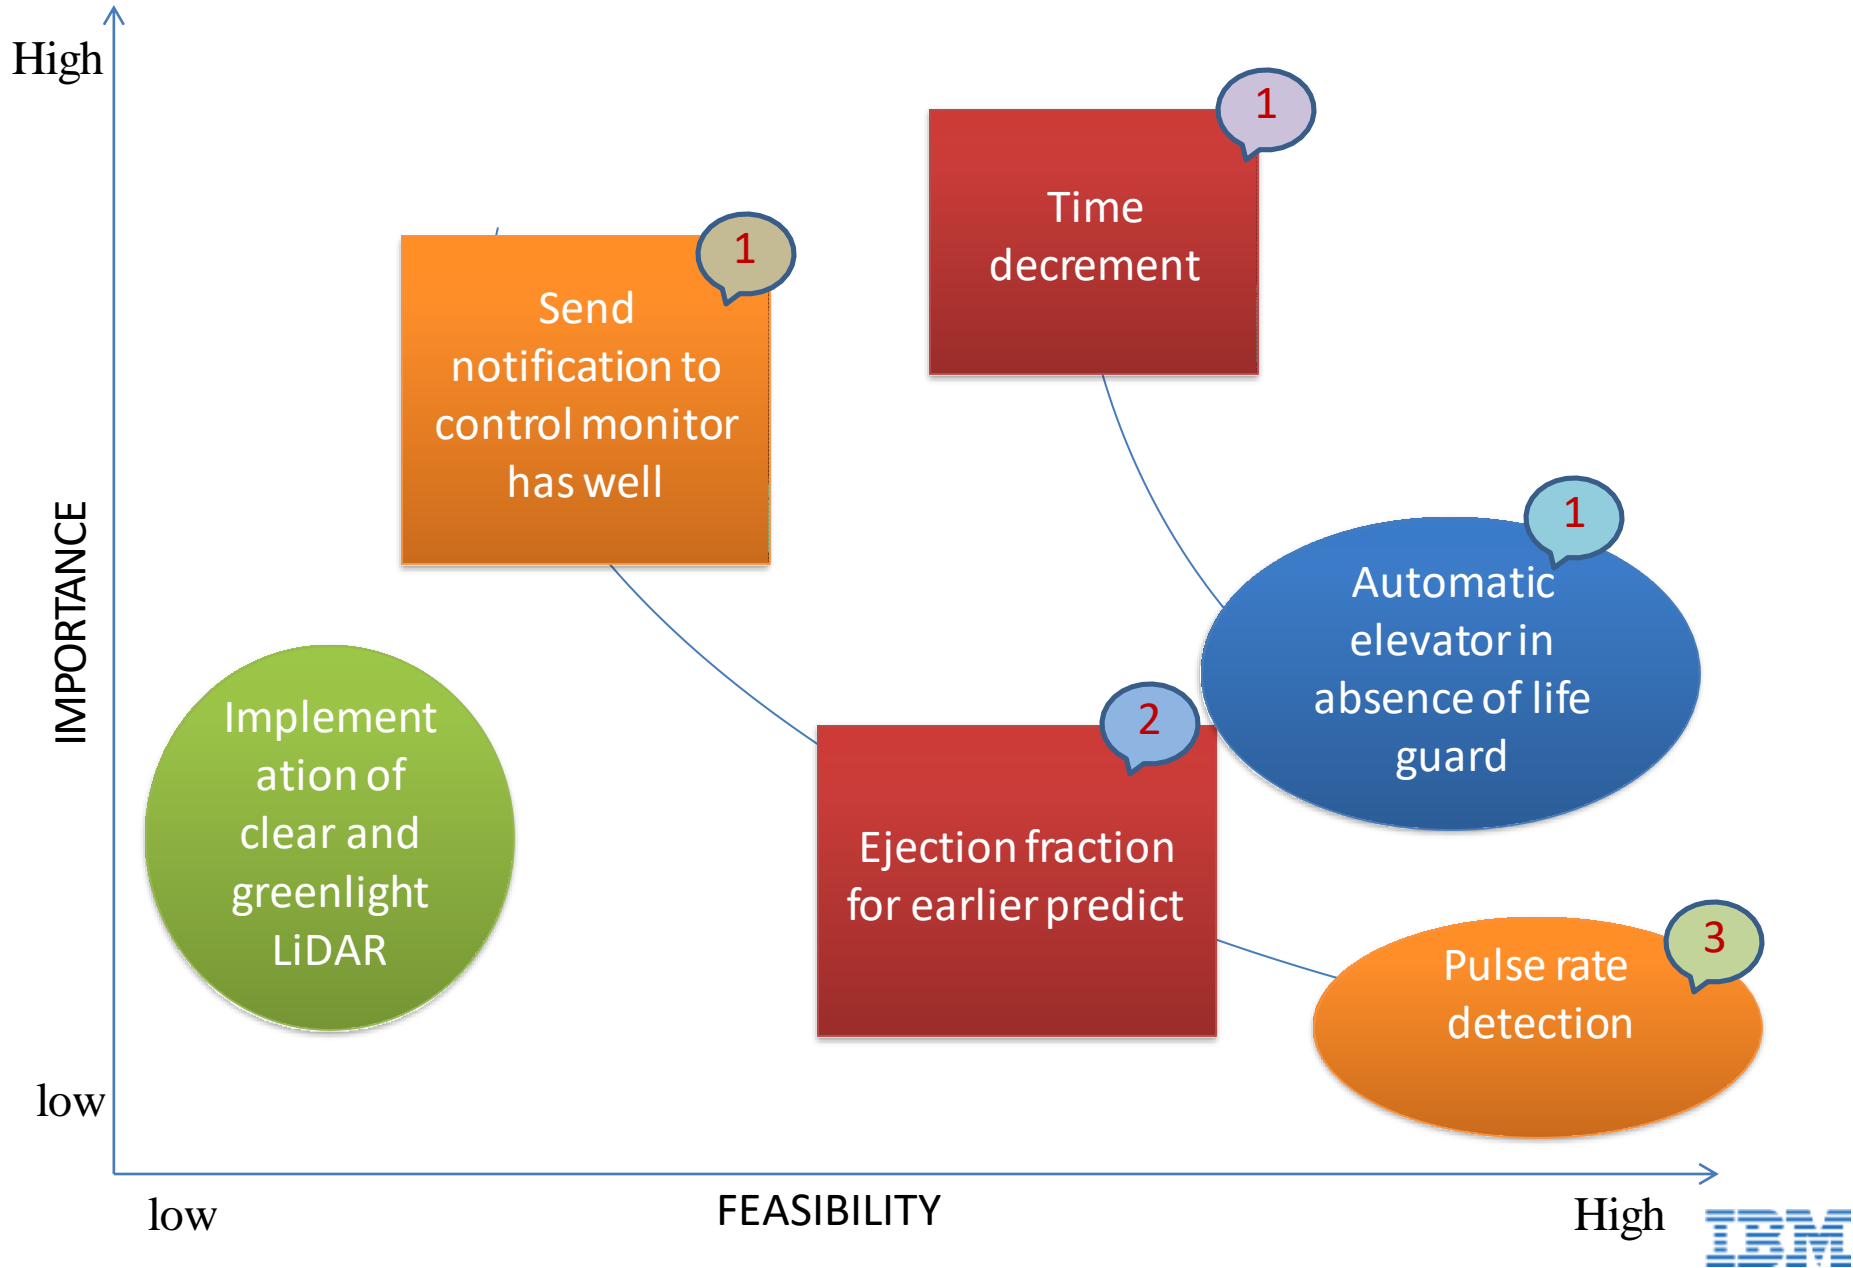 High
1
Time
decrement
1
Send
notification to
control monitor
has well
1
Automatic
elevator in
absence of life
guard
IMPORTANCE
Implement
ation of
clear and
greenlight
LiDAR
2
Ejection fraction
for earlier predict
3
Pulse rate
detection
low
low
FEASIBILITY
High
IBM